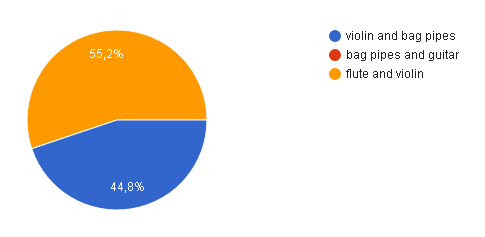 55,2%
44,8%
violin and bag pipes
bag pipes and guitar
flute and violin